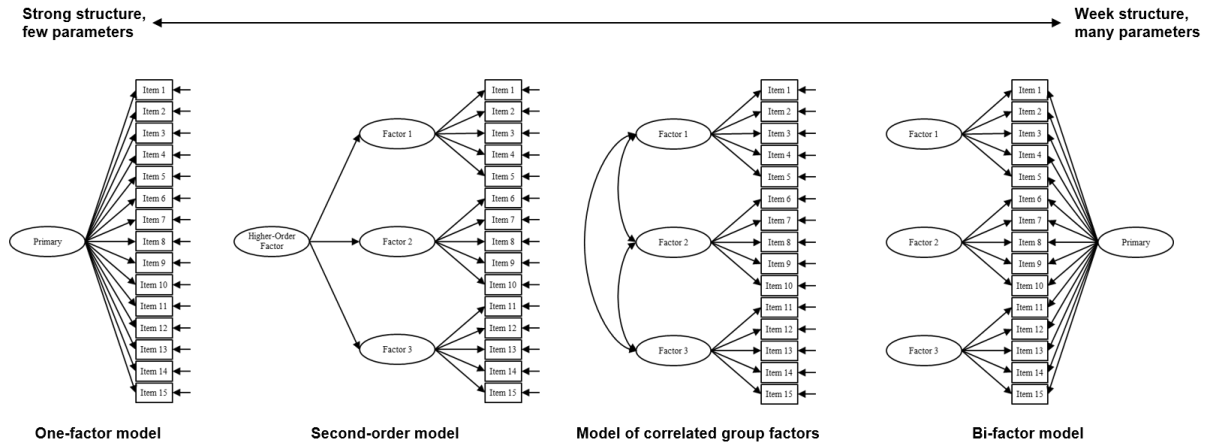 Strong structure,
few parameters
Week structure,
many parameters
Primary
Item 1
Item 2
Item 3
Item 4
Item 5
Item 6
Item 7
Item 8
Item 9
Item 10
Item 11
Item 12
Item 13
Item 14
Item 15
One-factor model
Higher-Order
Factor
Factor 1
Factor 2
Factor 3
Item 1
Item 2
Item 3
Item 4
Item 5
Item 6
Item 7
Item 8
Item 9
Item 10
Item 11
Item 12
Item 13
Item 14
Item 15
Second-order model
Factor 1
Factor 2
Factor 3
Item 1
Item 2
Item 3
Item 4
Item 5
Item 6
Item 7
Item 8
Item 9
Item 10
Item 11
Item 12
Item 13
Item 14
Item 15
Model of correlated group factors
Factor 1
Factor 2
Factor 3
Item 1
Item 2
Item 3
Item 4
Item 5
Item 6
Item 7
Item 8
Item 9
Item 10
Item 11
Item 12
Item 13
Item 14
Item 15
Primary
Bi-factor model